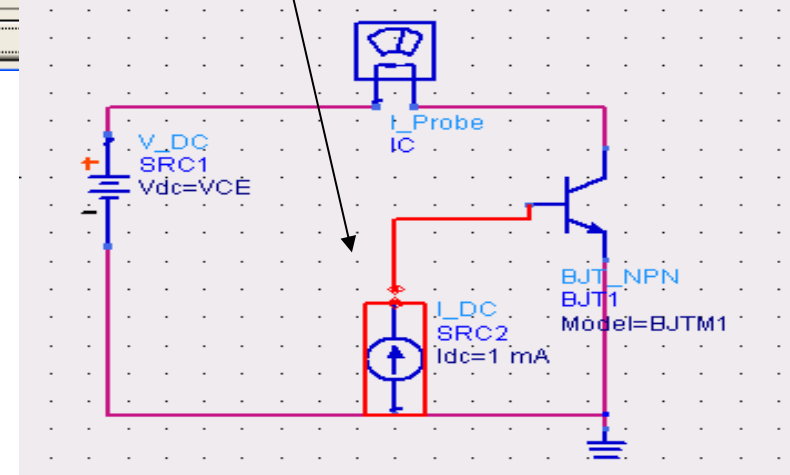 I_Probe
IC
V_DC
SRC1
Vdc=VCE
+
-
BJT_NPN
BJT1
Model=BJTM1
I_DC
SRC2
Idc=1 mA